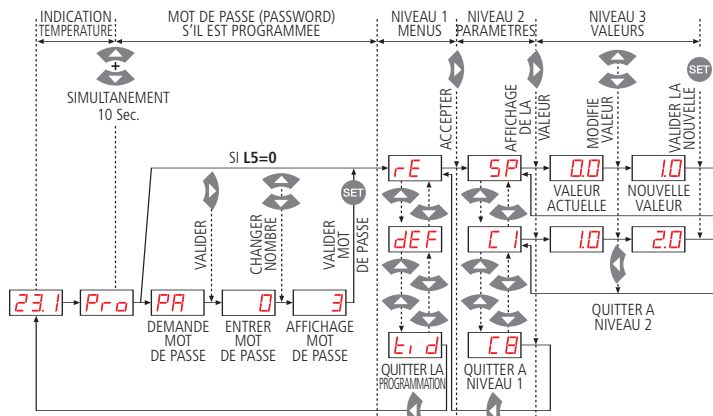 INDICATION
TEMPERATURE
MOT DE PASSE (PASSWORD)
S'IL EST PROGRAMMEE
NIVEAU 1
MENUS
NIVEAU 2
PARAMETRES
NIVEAU 3
VALEURS
+
SIMULTANEMENT
10 Sec.
ACCEPTER
AFFICHAGE
DE LA
VALEUR
MODIFIE
VALEUR
SET
VALIDER LA
NOUVELLE
SI L5=0
VALIDER
CHANGER
NOMBRE
SET
VALIDER
MOT
DE PASSE
rE
SP
0.0
1.0
VALEUR
ACTUELLE
NOUVELLE
VALEUR
dEF
C1
1.0
2.0
23.1
Pro
PA
0
3
DEMANDE
MOT
DE PASSE
ENTRER
MOT
DE PASSE
AFFICHAGE
MOT
DE PASSE
QUITTER A
NIVEAU 2
tid
C8
QUITTER LA
PROGRAMMATION
QUITTER A
NIVEAU 1